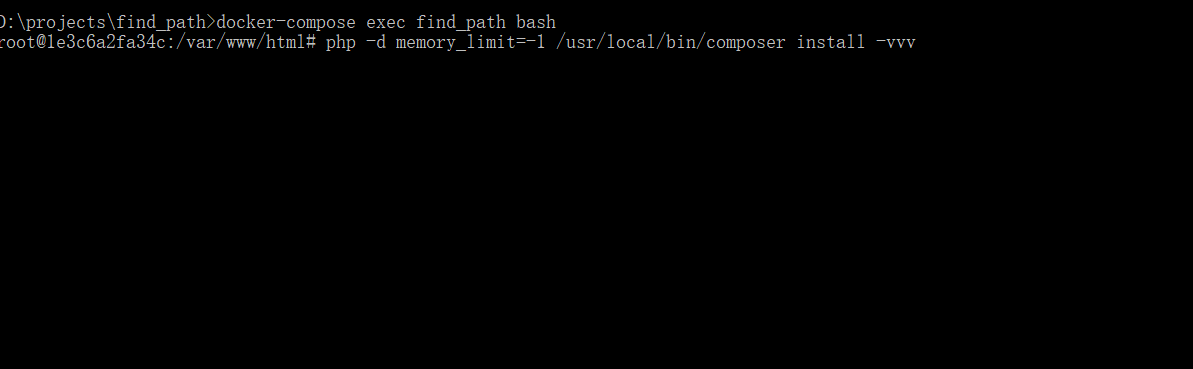 D:\projects\find_path>docker-compose exec find_path bash
root@1e3c6a2fa34c:/var/www/html# php -d memory_limit=-1 /usr/local/bin/composer install -vvv